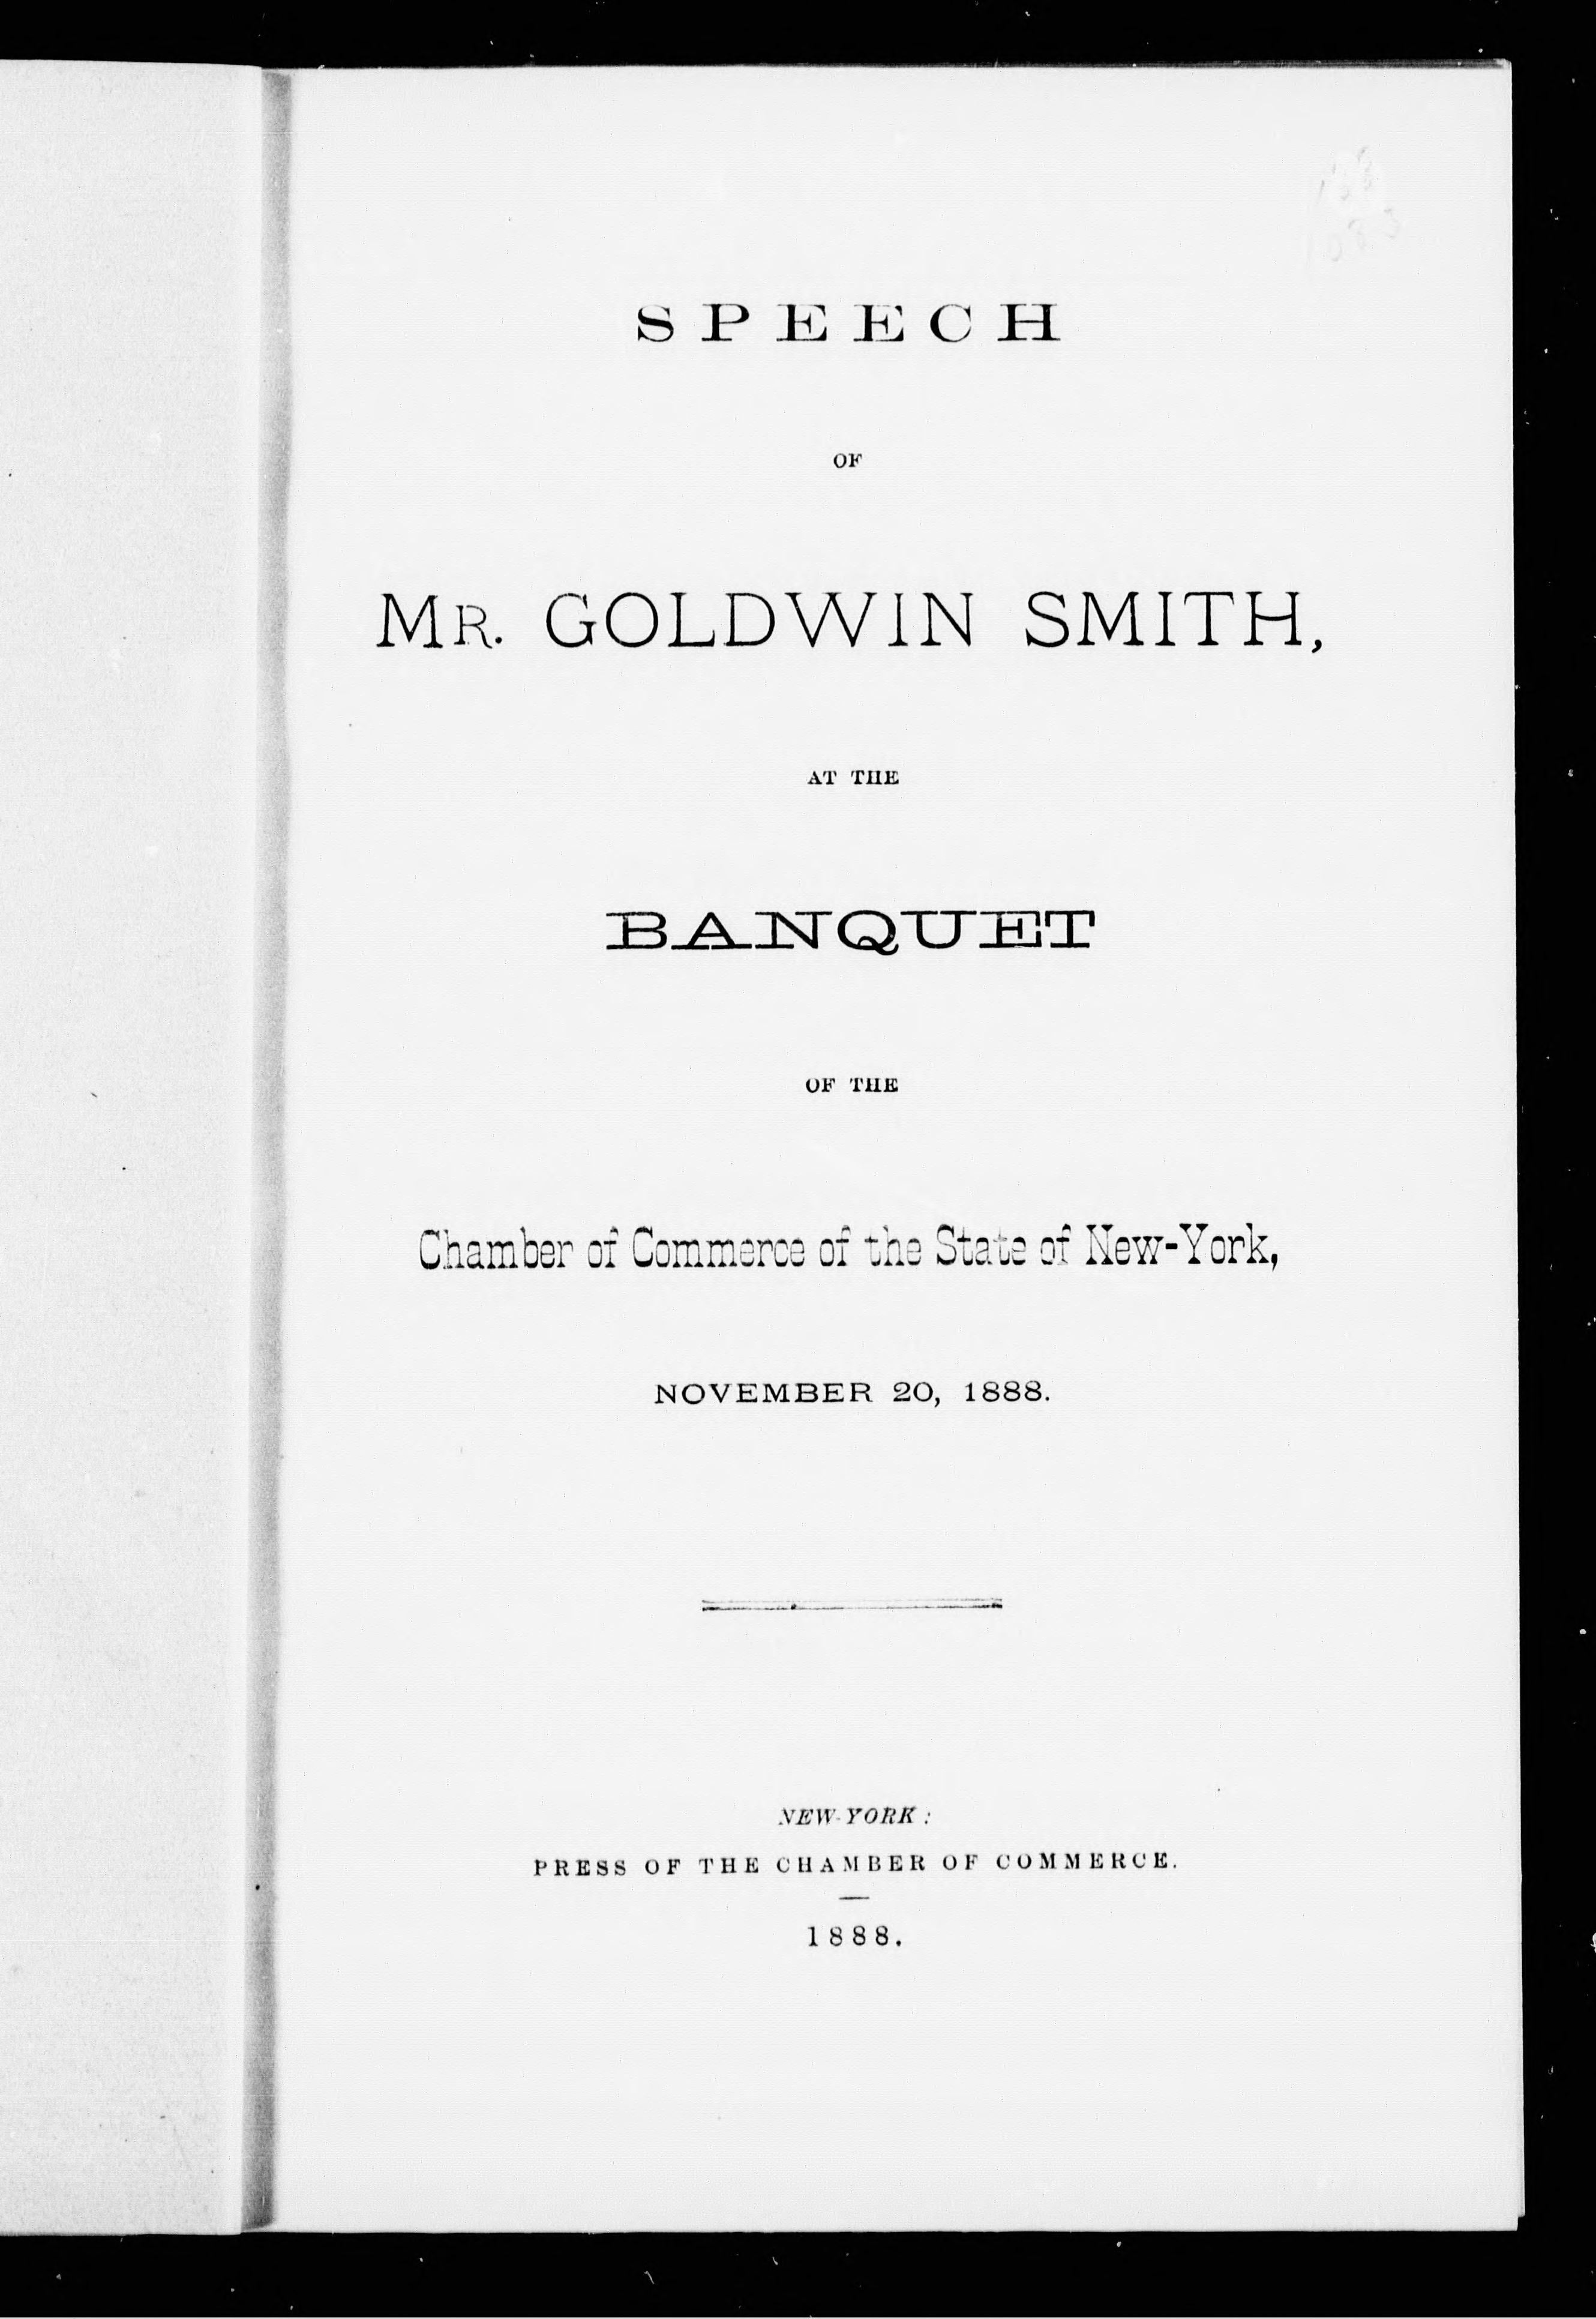 SPEECH
OF
MR. GOLDWIN SMITH,
AT THE
BANQUET
OF THE
Chamber of Commerce of the State of New-York,
NOVEMBER 20, 1888.
NEW-YORK:
PRESS OF THE CHAMBER OF COMMERCE.
1888.